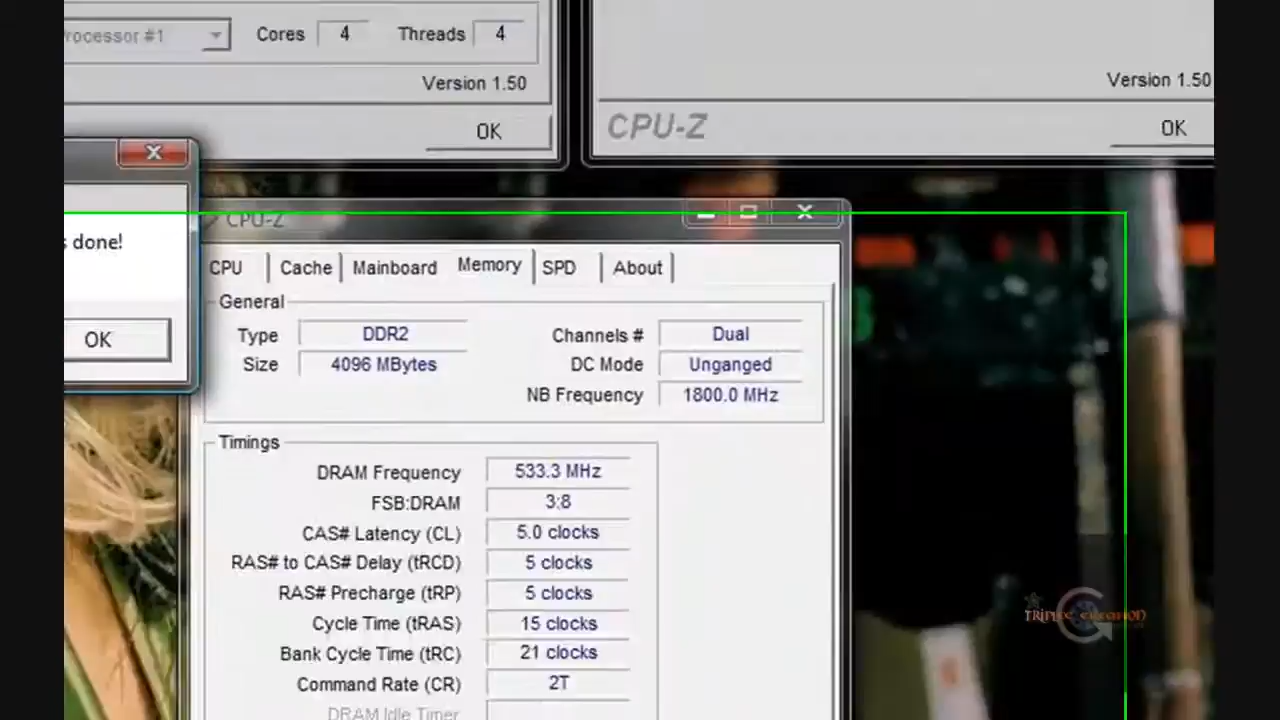 Processor #1 Cores 4 Threads 4
Version 1.50
OK
Version 1.50
CPU-Z OK
s done!
OK
CPU-Z
CPU Cache Mainboard Memory SPD About
General
Type DDR2 Channels # Dual
Size 4096 MBytes DC Mode Unganged
NB Frequency 1800.0 MHz
Timings
DRAM Frequency 533.3 MHz
FSB:DRAM 3:8
CAS# Latency (CL) 5.0 clocks
RAS# to CAS# Delay (tRCD) 5 clocks
RAS# Precharge (tRP) 5 clocks
Cycle Time (tRAS) 15 clocks
Bank Cycle Time (tRC) 21 clocks
Command Rate (CR) 2T
DRAM Idle Timer